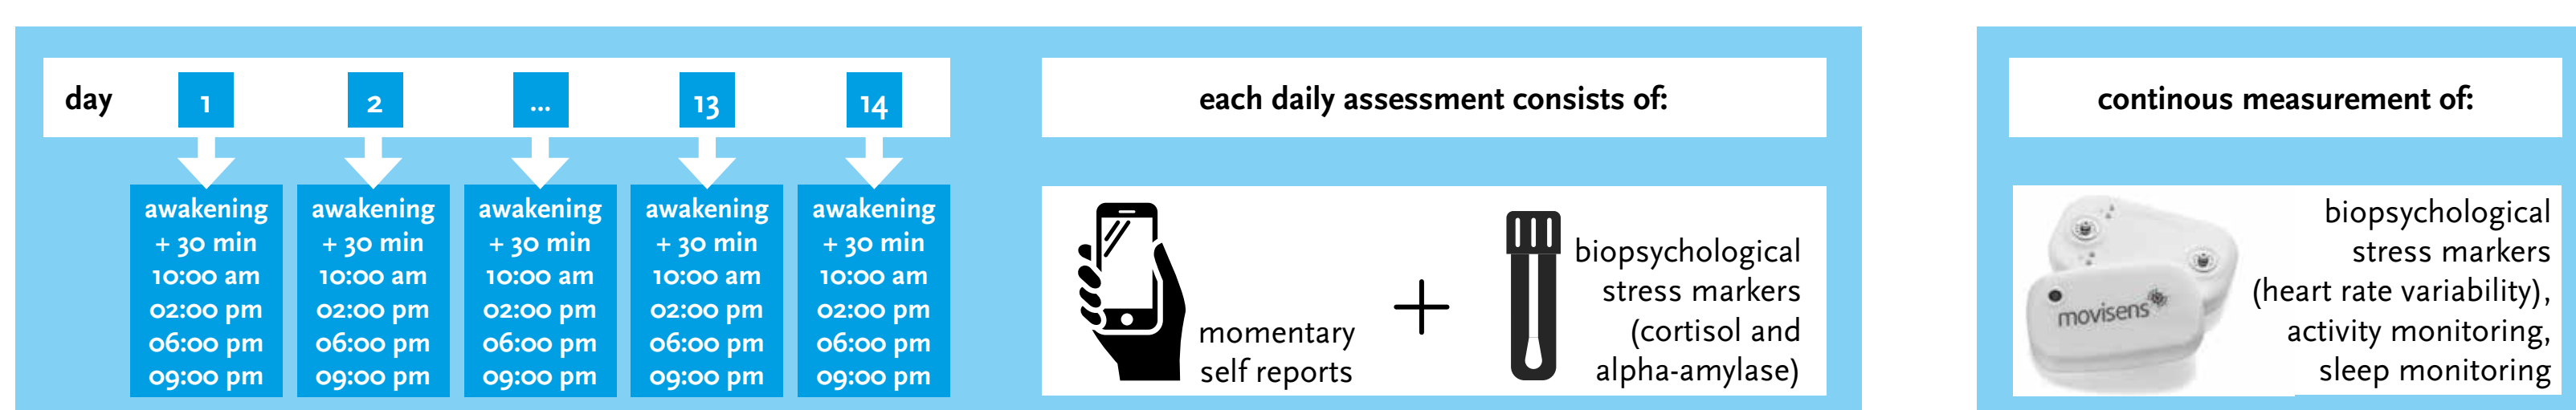 day 1 2 ... 13 14
awakening
+ 30 min
10:00 am
02:00 pm
06:00 pm
09:00 pm
awakening
+ 30 min
10:00 am
02:00 pm
06:00 pm
09:00 pm
awakening
+ 30 min
10:00 am
02:00 pm
06:00 pm
09:00 pm
awakening
+ 30 min
10:00 am
02:00 pm
06:00 pm
09:00 pm
awakening
+ 30 min
10:00 am
02:00 pm
06:00 pm
09:00 pm
each daily assessment consists of:
momentary
self reports
+
biopsychological
stress markers
(cortisol and
alpha-amylase)
continous measurement of:
movisens
biopsychological
stress markers
(heart rate variability),
activity monitoring,
sleep monitoring